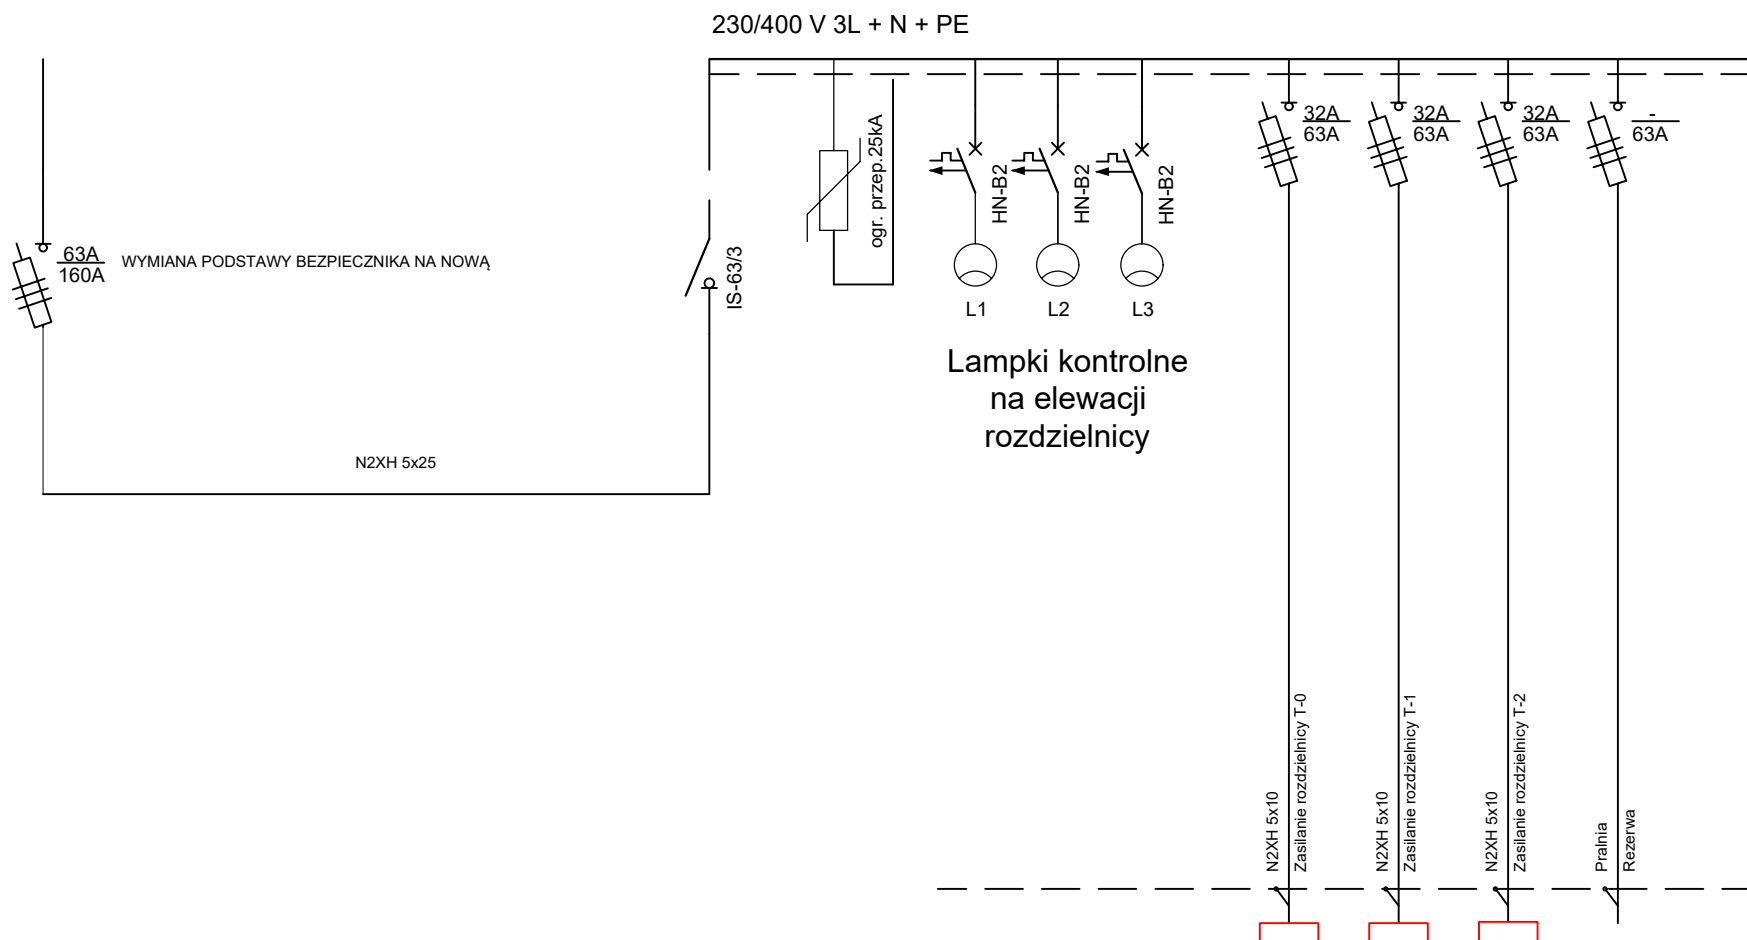 230/400 V 3L + N + PE
63A
160A
WYMIANA PODSTAWY BEZPIECZNIKA NA NOWĄ
IS-63/3
ogr. przep.25kA
HN-B2
HN-B2
HN-B2
L1
L2
L3
Lampki kontrolne
na elewacji
rozdzielnicy
N2XH 5x25
32A
63A
32A
63A
32A
63A
-
63A
N2XH 5x10
Zasilanie rozdzielnicy T-0
N2XH 5x10
Zasilanie rozdzielnicy T-1
N2XH 5x10
Zasilanie rozdzielnicy T-2
Pralnia
Rezerwa